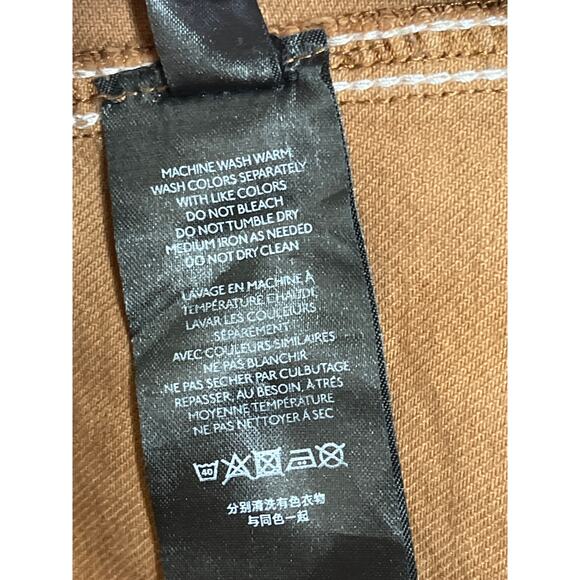 MACHINE WASH WARM
WASH COLORS SEPARATELY
WITH LIKE COLORS
DO NOT BLEACH
DO NOT TUMBLE DRY
MEDIUM IRON AS NEEDED
DO NOT DRY CLEAN
LAVAGE EN MACHINE À
TEMPÉRATURE CHAUDE
LAVAR LES COULEURS
SÉPARÉMENT
AVEC COULEURS SIMILAIRES
NE PAS BLANCHIR
NE PAS SECHER PAR CULBUTAGE
REPASSER, AU BESOIN, À TRÉS
MOYENNE TEMPÉRATURE
NE PAS NETTOYER À SEC
40
分别清洗有色衣物
与同色一起